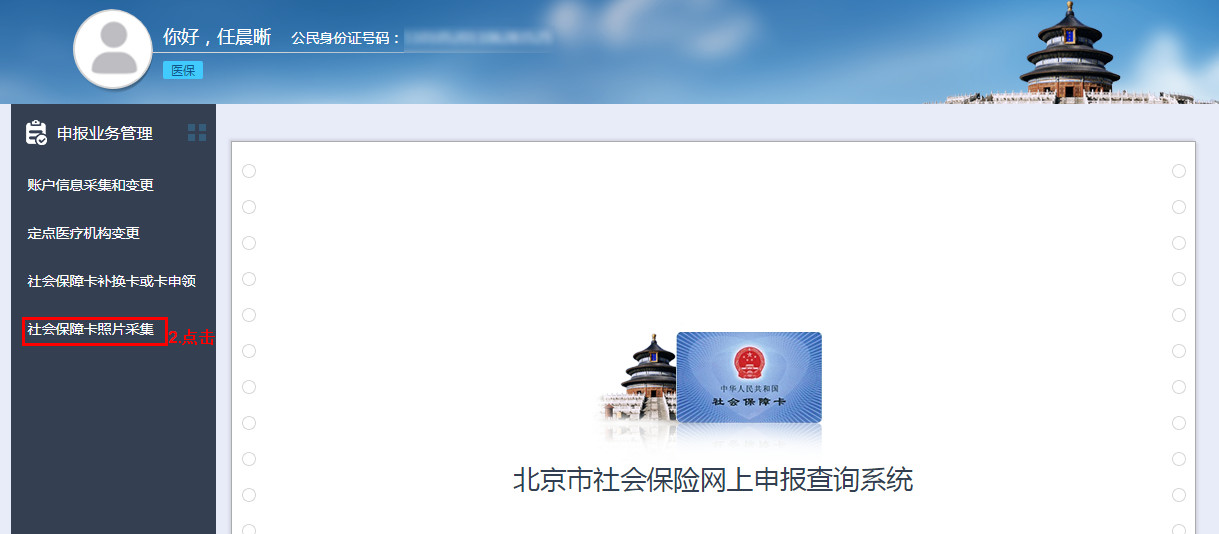 你好，任晨晰 公民身份证号码：
医保
申报业务管理
账户信息采集和变更
定点医疗机构变更
社会保障卡补换卡或卡申领
社会保障卡照片采集 2.点击
中华人民共和国
社会保障卡
北京市社会保险网上申报查询系统